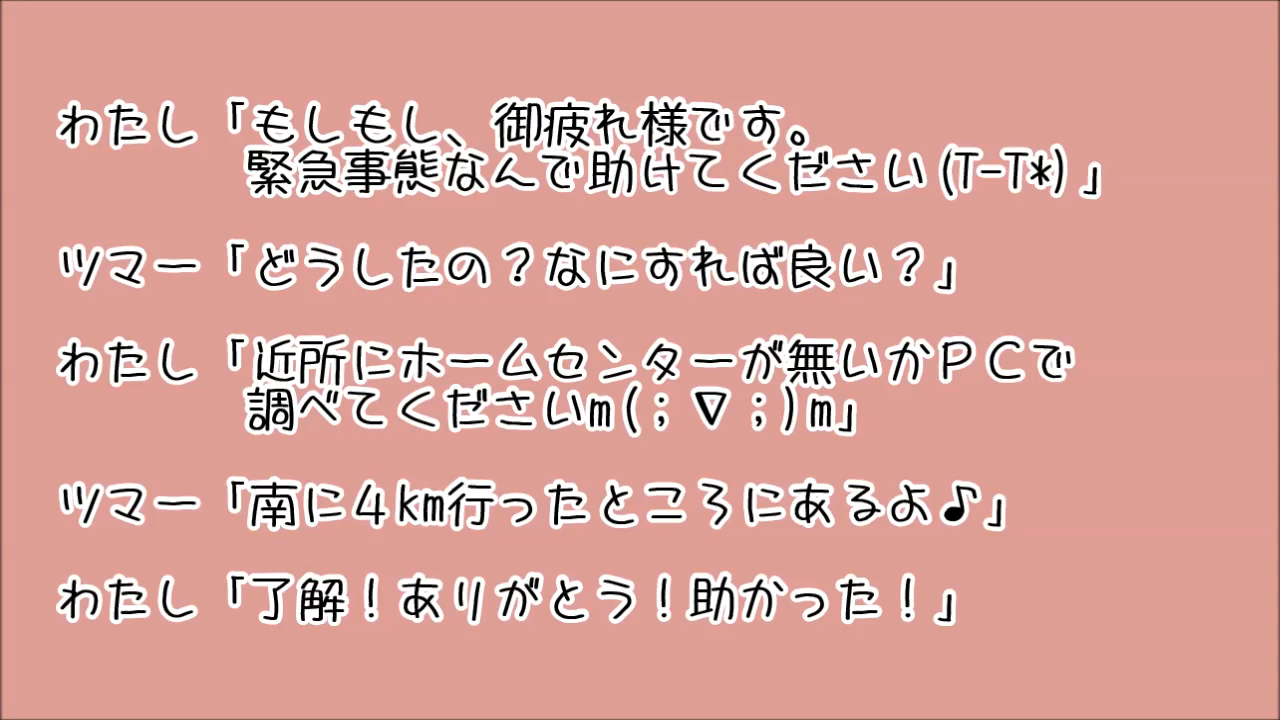 わたし「もしもし、御疲れ様です。
緊急事態なんで助けてください(T-T*)」
ツマー「どうしたの？なにすれば良い？」
わたし「近所にホームセンターが無いかＰＣで
調べてくださいm(；∇；)m」
ツマー「南に４km行ったところにあるよ♪」
わたし「了解！ありがとう！助かった！」